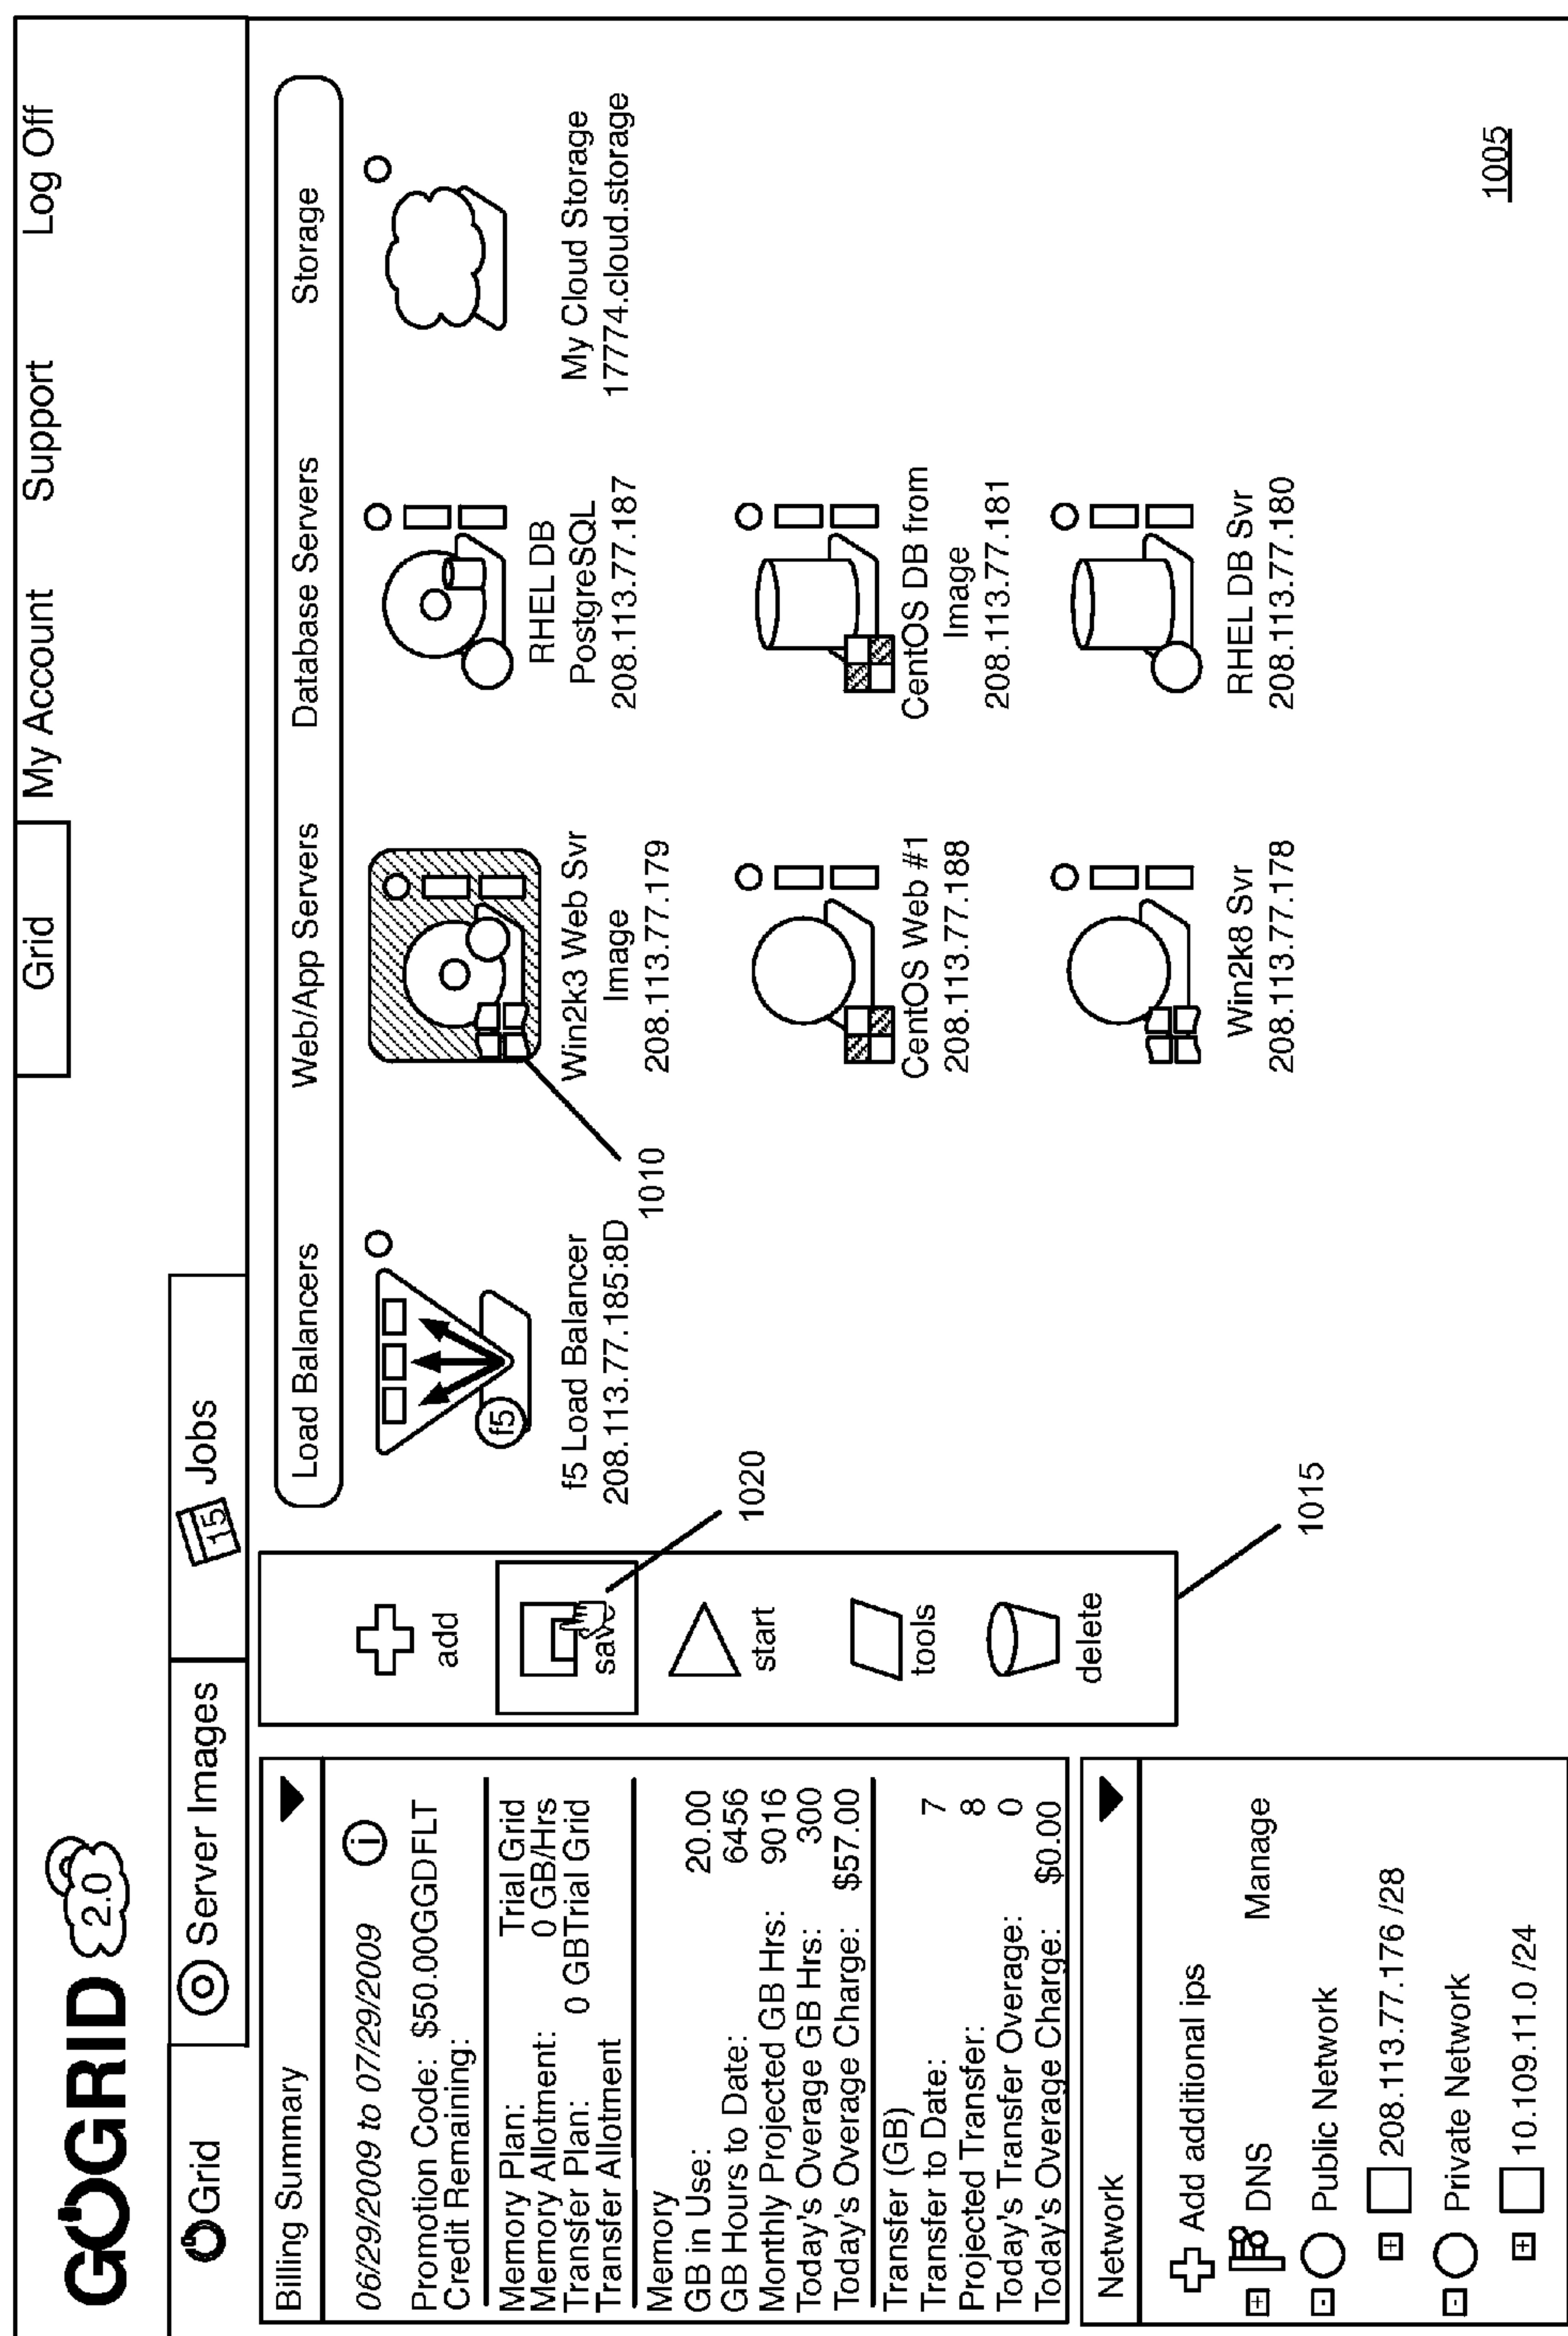 Grid My Account Support Log Off
GOGRID 2.0
Grid Server Images 15 Jobs
Billing Summary
06/29/2009 to 07/29/2009 i
Promotion Code: $50.00GGDFLT
Credit Remaining:
Memory Plan: Trial Grid
Memory Allotment: 0 GB/Hrs
Transfer Plan: 0 GBTrial Grid
Transfer Allotment
Memory
GB in Use: 20.00
GB Hours to Date: 6456
Monthly Projected GB Hrs: 9016
Today's Overage GB Hrs: 300
Today's Overage Charge: $57.00
Transfer (GB)
Transfer to Date: 7
Projected Transfer: 8
Today's Transfer Overage: 0
Today's Overage Charge: $0.00
Network
Add additional ips
DNS Manage
Public Network
208.113.77.176 /28
Private Network
10.109.11.0 /24
add
save
start
tools
delete
1020
1015
Load Balancers Web/App Servers Database Servers Storage
f5
f5 Load Balancer
208.113.77.185:8D
1010
Win2k3 Web Svr
Image
208.113.77.179
RHEL DB
PostgreSQL
208.113.77.187
My Cloud Storage
17774.cloud.storage
CentOS Web #1
208.113.77.188
CentOS DB from
Image
208.113.77.181
Win2k8 Svr
208.113.77.178
RHEL DB Svr
208.113.77.180
1005